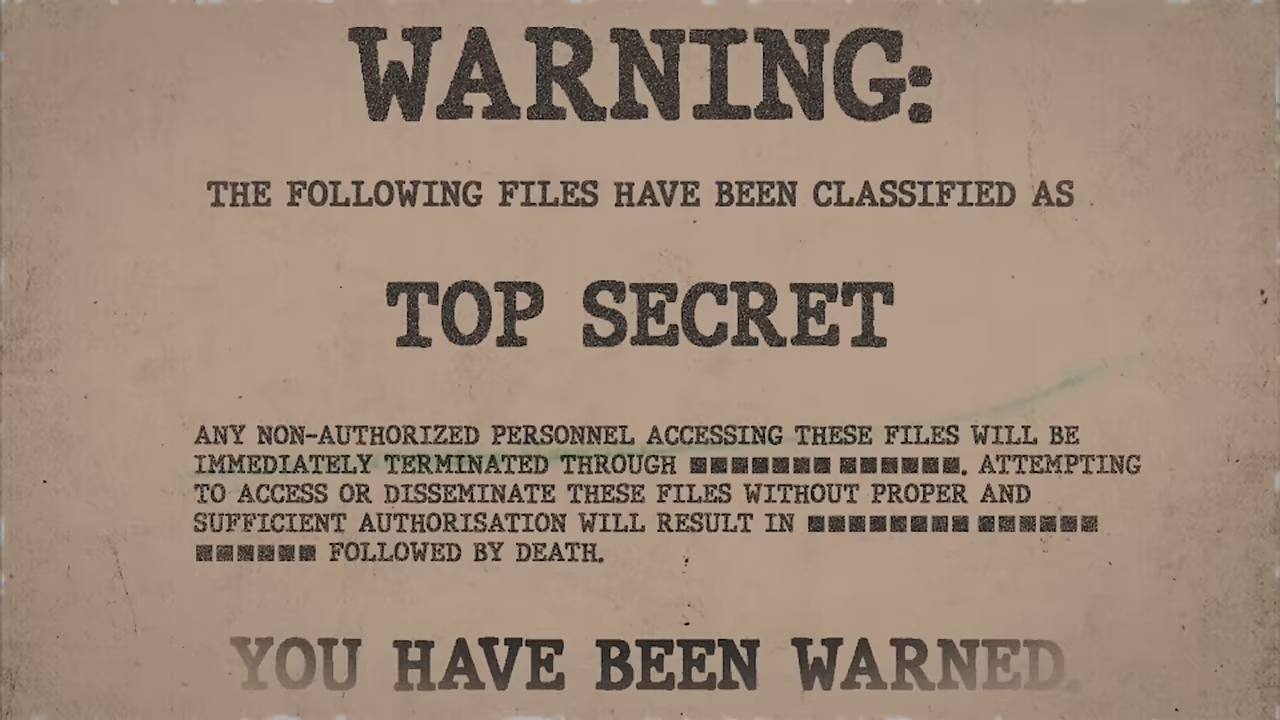 WARNING:
THE FOLLOWING FILES HAVE BEEN CLASSIFIED AS
TOP SECRET
ANY NON-AUTHORIZED PERSONNEL ACCESSING THESE FILES WILL BE
IMMEDIATELY TERMINATED THROUGH ■■■■■■■ ■■■■■■. ATTEMPTING
TO ACCESS OR DISSEMINATE THESE FILES WITHOUT PROPER AND
SUFFICIENT AUTHORISATION WILL RESULT IN ■■■■■■■■ ■■■■■■
■■■■■■ FOLLOWED BY DEATH.
YOU HAVE BEEN WARNED.